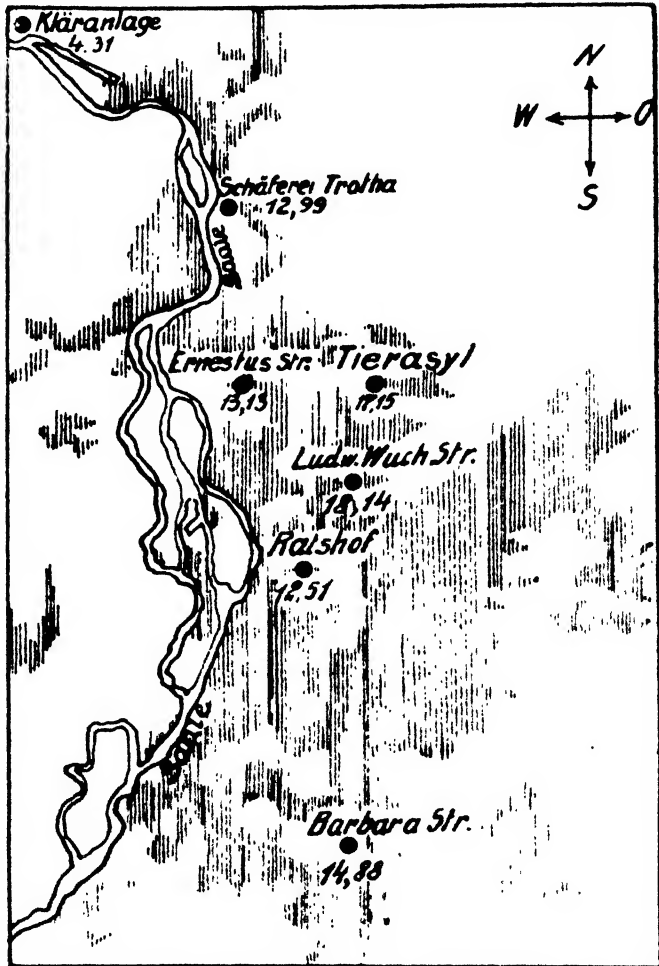 Kläranlage
4.31
N
W O
S
Schäferei Trotha
12,99
Saale
Ernestus Str.
13,13
Tierasyl
17,15
Ludw. Wuch Str.
18,14
Ratshof
12,51
Saale
Barbara Str.
14,88